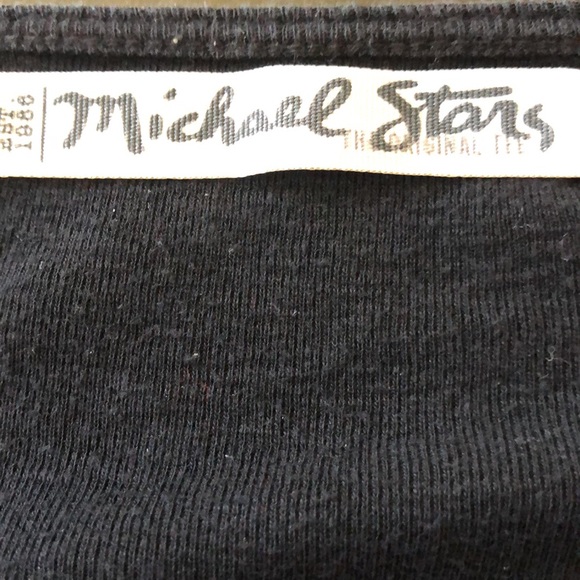 EST.
1986
Michael Stars
THE ORIGINAL TEE